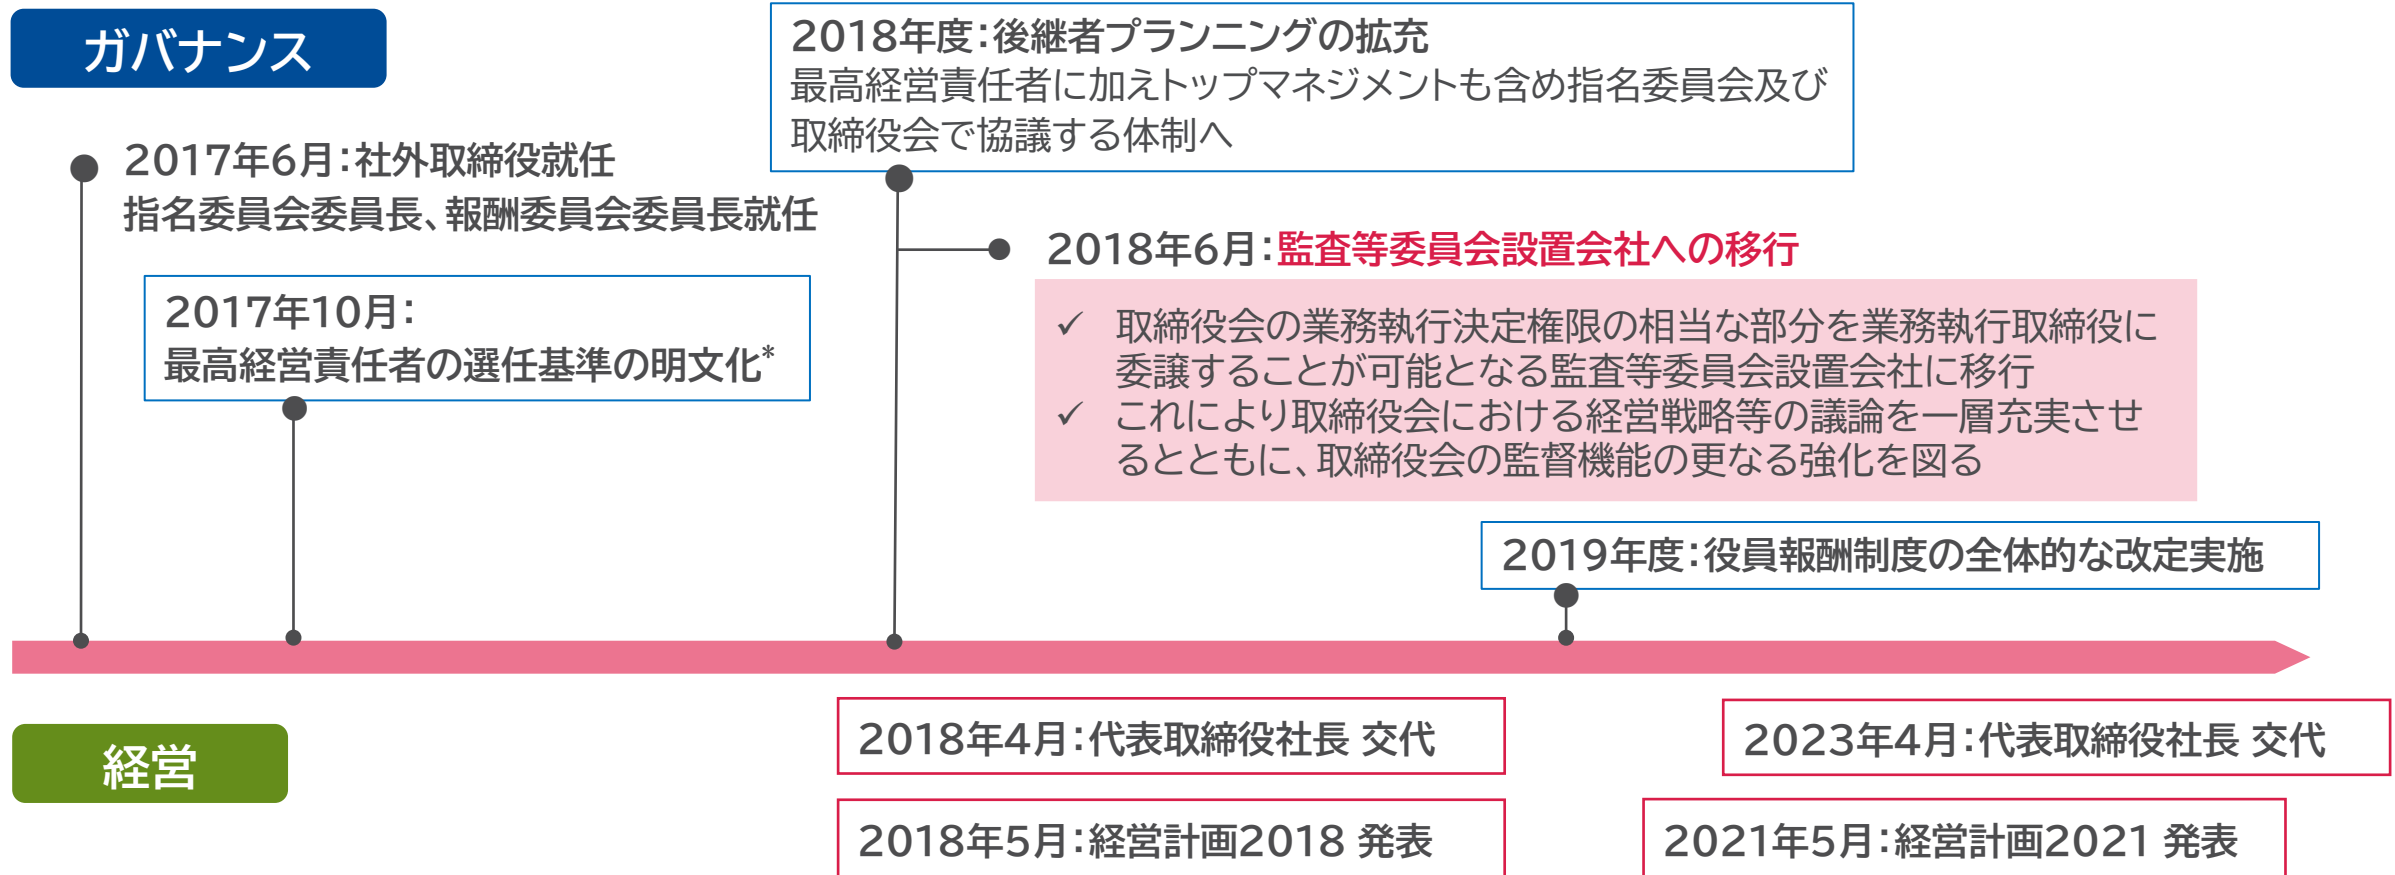 ガバナンス
2018年度：後継者プランニングの拡充
最高経営責任者に加えトップマネジメントも含め指名委員会及び
取締役会で協議する体制へ
2017年6月：社外取締役就任
指名委員会委員長、報酬委員会委員長就任
2017年10月：
最高経営責任者の選任基準の明文化*
2018年6月：監査等委員会設置会社への移行
✓ 取締役会の業務執行決定権限の相当な部分を業務執行取締役に
委譲することが可能となる監査等委員会設置会社に移行
✓ これにより取締役会における経営戦略等の議論を一層充実させ
るとともに、取締役会の監督機能の更なる強化を図る
2019年度：役員報酬制度の全体的な改定実施
経営
2018年4月：代表取締役社長 交代
2023年4月：代表取締役社長 交代
2018年5月：経営計画2018 発表
2021年5月：経営計画2021 発表